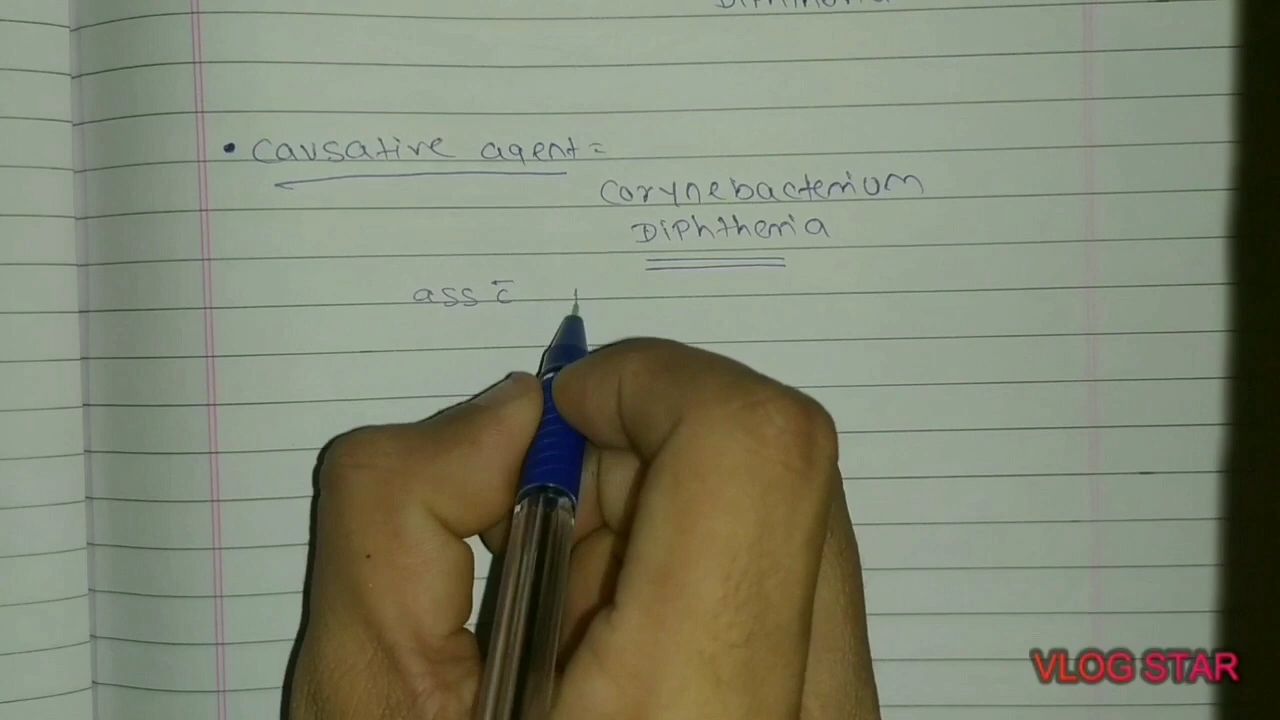 • Causative agent =
Corynebacterium
Diphtheria
ass c̄
VLOG STAR